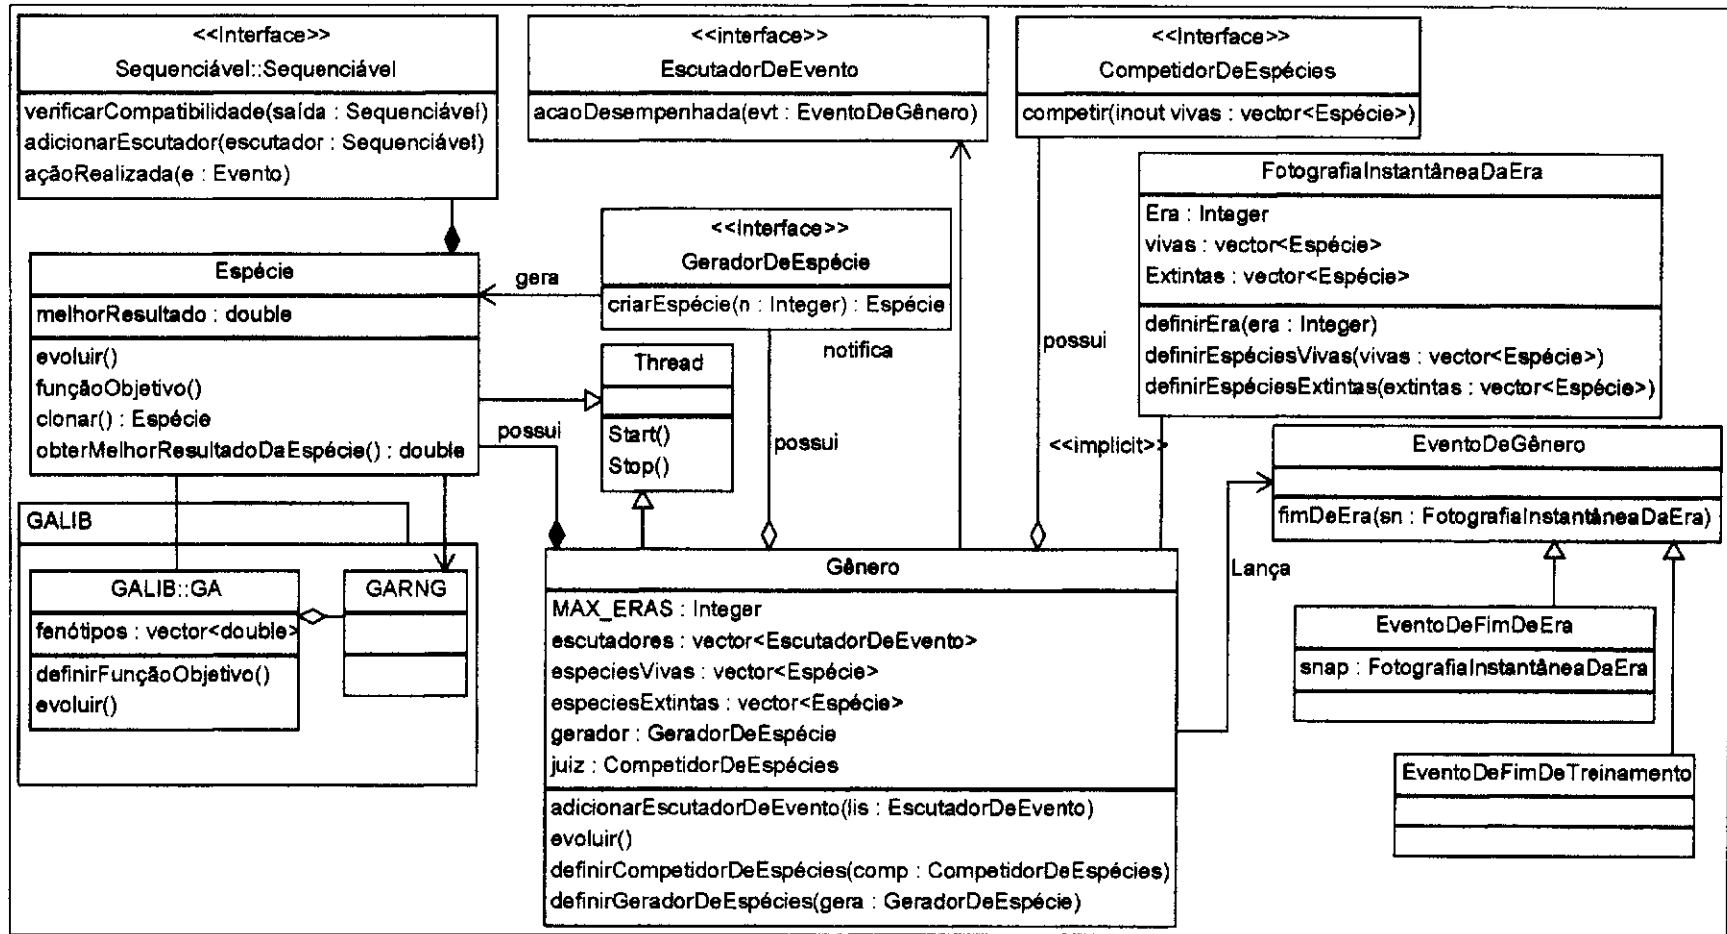 <<Interface>>
Sequenciável::Sequenciável
verificarCompatibilidade(saída : Sequenciável)
adicionarEscutador(escutador : Sequenciável)
açãoRealizada(e : Evento)
<<interface>>
EscutadorDeEvento
acaoDesempenhada(evt : EventoDeGênero)
<<Interface>>
CompetidorDeEspécies
competir(inout vivas : vector<Espécie>)
FotografiaInstantâneaDaEra
Era : Integer
vivas : vector<Espécie>
Extintas : vector<Espécie>
definirEra(era : Integer)
definirEspéciesVivas(vivas : vector<Espécie>)
definirEspéciesExtintas(extintas : vector<Espécie>)
<<Interface>>
GeradorDeEspécie
criarEspécie(n : Integer) : Espécie
gera
Espécie
melhorResultado : double
evoluir()
funçãoObjetivo()
clonar() : Espécie
obterMelhorResultadoDaEspécie() : double
possui
Thread
Start()
Stop()
possui
notifica
possui
<<implicit>>
EventoDeGênero
fimDeEra(sn : FotografiaInstantâneaDaEra)
Lança
GALIB
GALIB::GA
fenótipos : vector<double>
definirFunçãoObjetivo()
evoluir()
GARNG
Gênero
MAX_ERAS : Integer
escutadores : vector<EscutadorDeEvento>
especiesVivas : vector<Espécie>
especiesExtintas : vector<Espécie>
gerador : GeradorDeEspécie
juiz : CompetidorDeEspécies
adicionarEscutadorDeEvento(lis : EscutadorDeEvento)
evoluir()
definirCompetidorDeEspécies(comp : CompetidorDeEspécies)
definirGeradorDeEspécies(gera : GeradorDeEspécie)
EventoDeFimDeEra
snap : FotografiaInstantâneaDaEra
EventoDeFimDeTreinamento